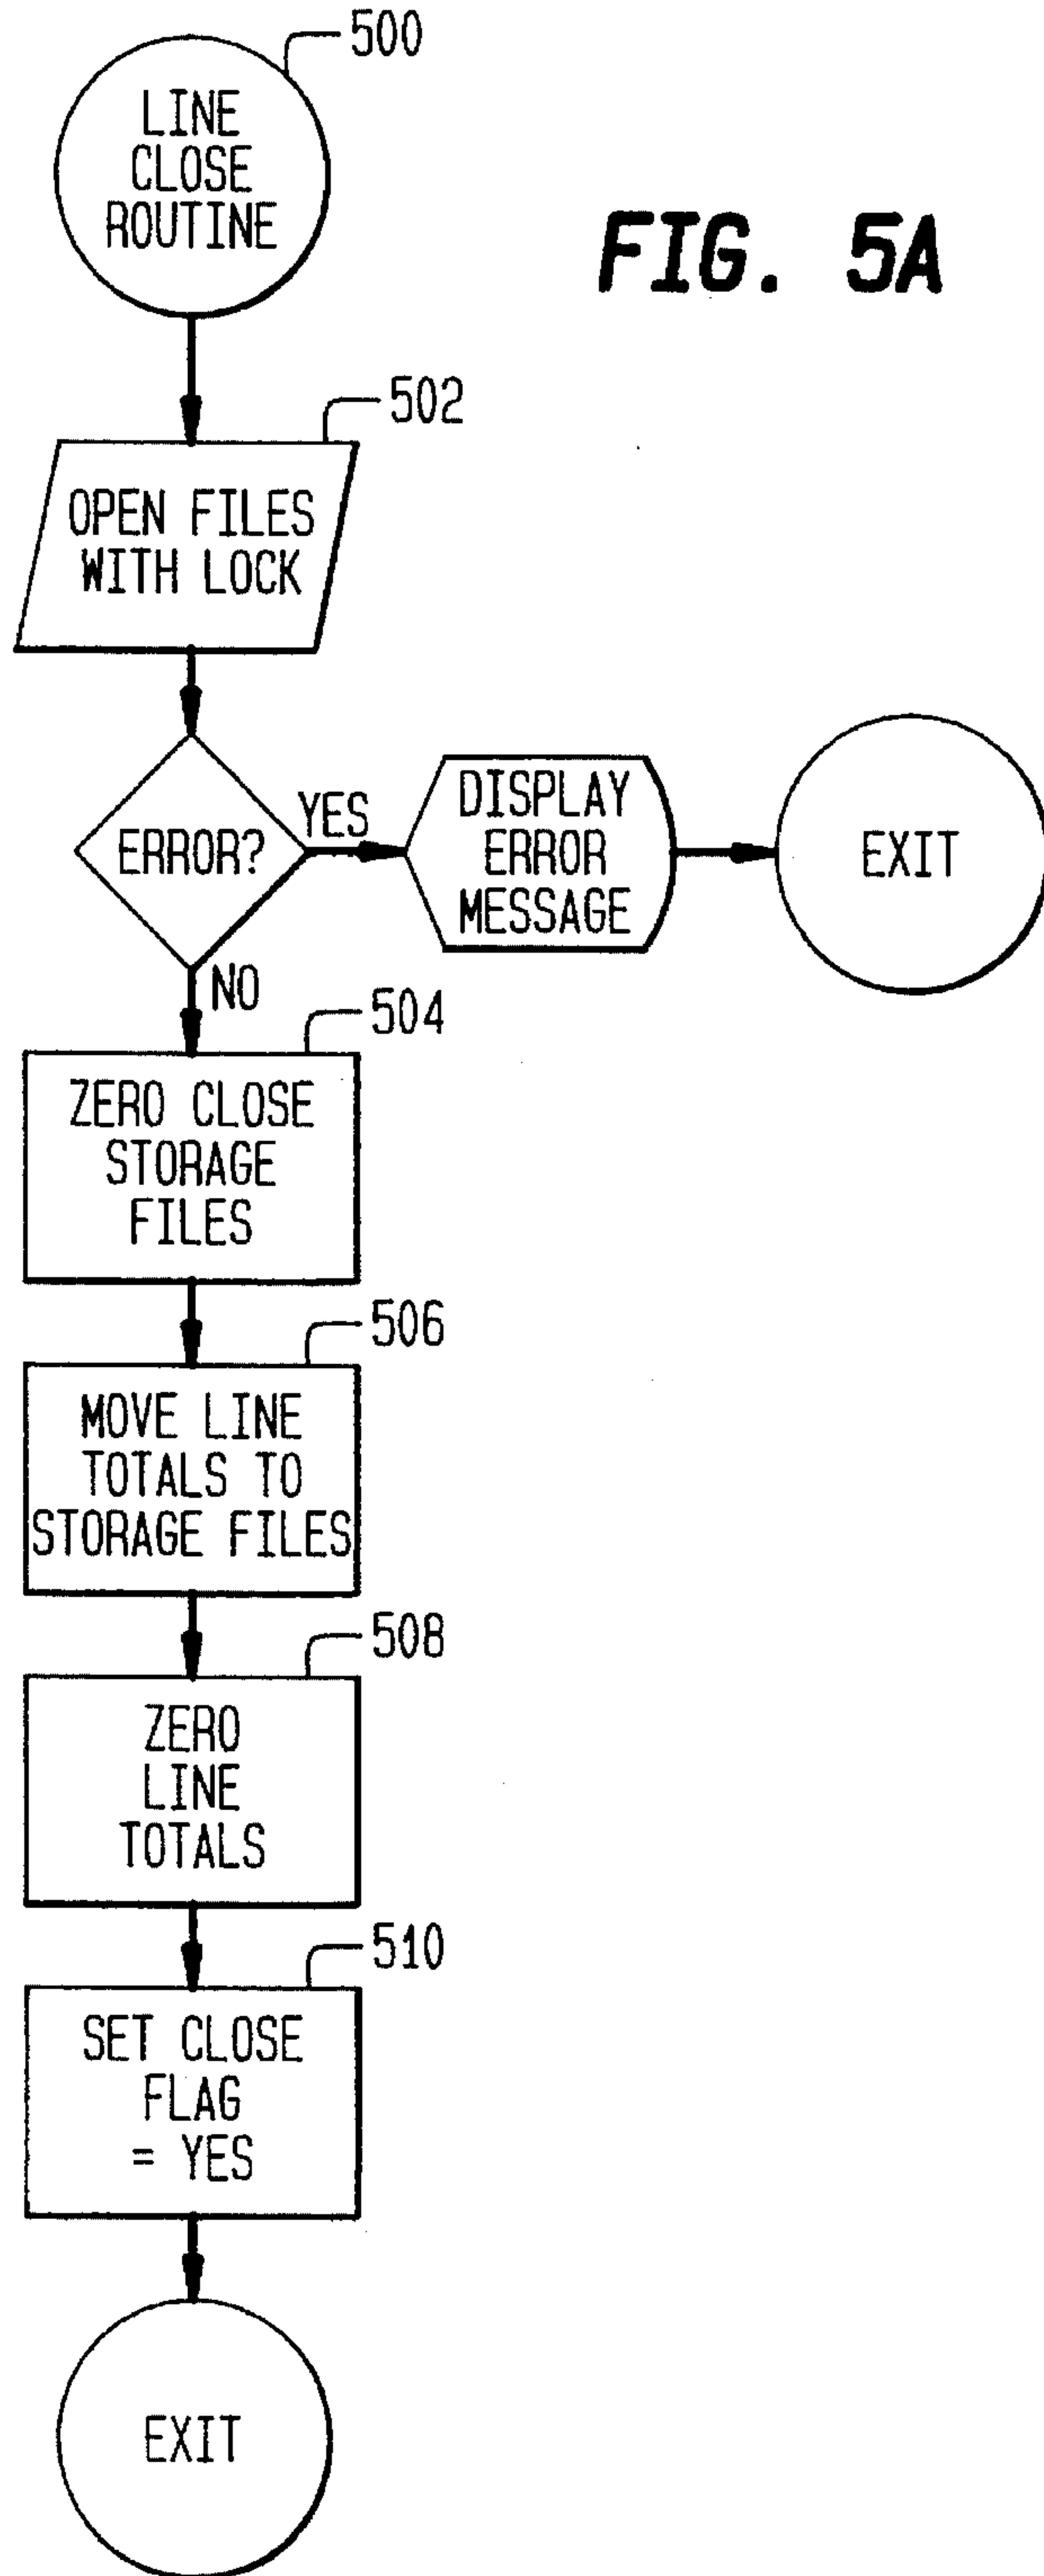 500
LINE
CLOSE
ROUTINE
FIG. 5A
502
OPEN FILES
WITH LOCK
ERROR?
YES
DISPLAY
ERROR
MESSAGE
EXIT
NO
504
ZERO CLOSE
STORAGE
FILES
506
MOVE LINE
TOTALS TO
STORAGE FILES
508
ZERO
LINE
TOTALS
510
SET CLOSE
FLAG
= YES
EXIT